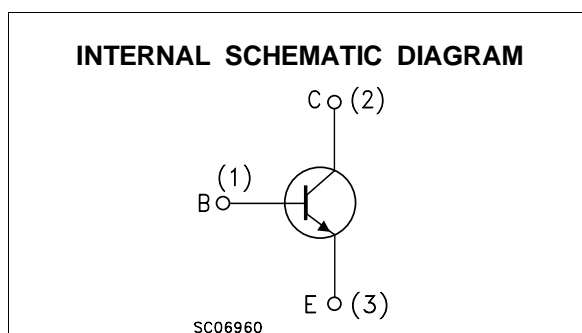 INTERNAL SCHEMATIC DIAGRAM
C (2)
(1)
B
E (3)
SC06960